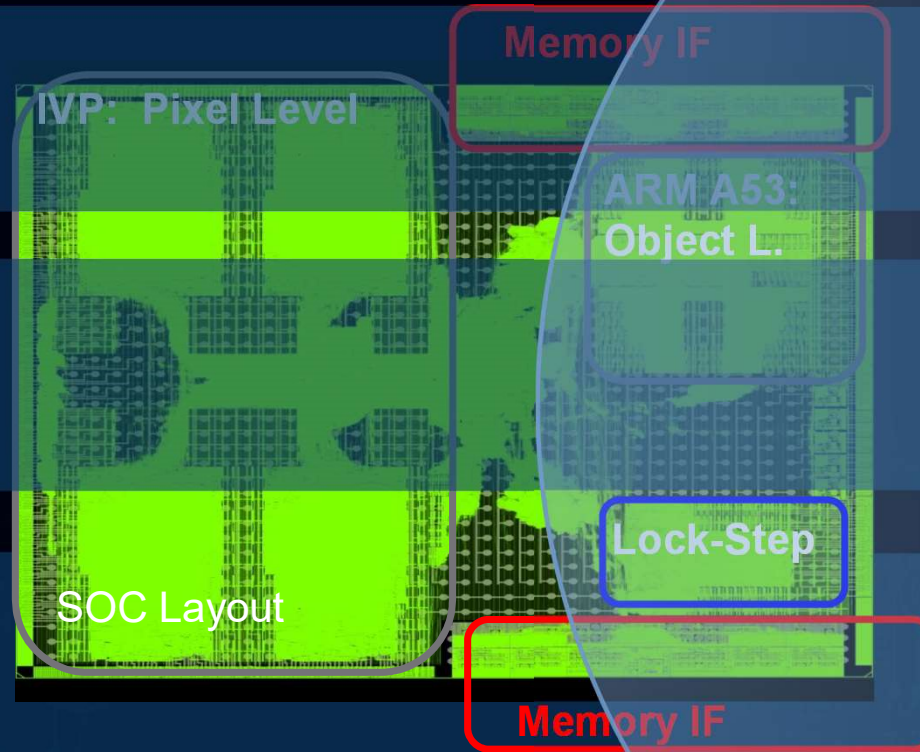 Memory IF
IVP: Pixel Level
ARM A53:
Object L.
Lock-Step
SOC Layout
Memory IF